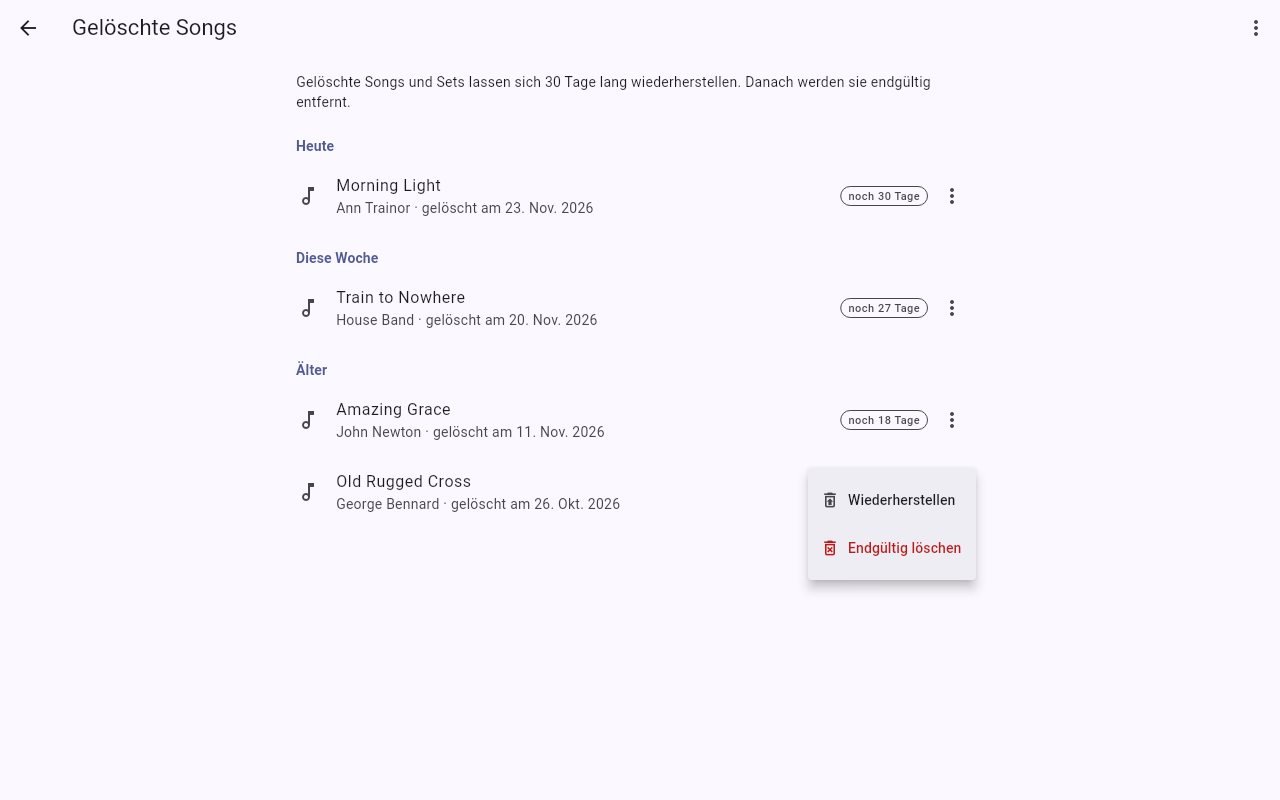 Gelöschte Songs
Gelöschte Songs und Sets lassen sich 30 Tage lang wiederherstellen. Danach werden sie endgültig
entfernt.
Heute
Morning Light
Ann Trainor · gelöscht am 23. Nov. 2026
noch 30 Tage
Diese Woche
Train to Nowhere
House Band · gelöscht am 20. Nov. 2026
noch 27 Tage
Älter
Amazing Grace
John Newton · gelöscht am 11. Nov. 2026
noch 18 Tage
Old Rugged Cross
George Bennard · gelöscht am 26. Okt. 2026
Wiederherstellen
Endgültig löschen